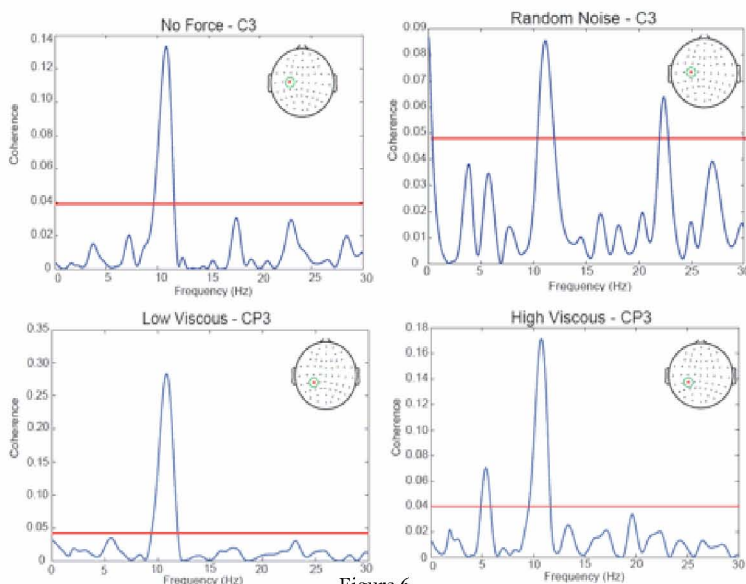 No Force - C3
0.14
0.12
0.10
0.08
0.06
0.04
0.02
0
Coherence
0 5 10 15 20 25 30
Frequency (Hz)
Random Noise - C3
0.09
0.08
0.07
0.06
0.05
0.04
0.03
0.02
0.01
0
Coherence
0 5 10 15 20 25 30
Frequency (Hz)
Low Viscous - CP3
0.35
0.30
0.25
0.20
0.15
0.10
0.05
0
Coherence
0 5 10 15 20 25 30
Frequency (Hz)
High Viscous - CP3
0.18
0.16
0.14
0.12
0.10
0.08
0.06
0.04
0.02
0
Coherence
0 5 10 15 20 25 30
Frequency (Hz)
Figure 6